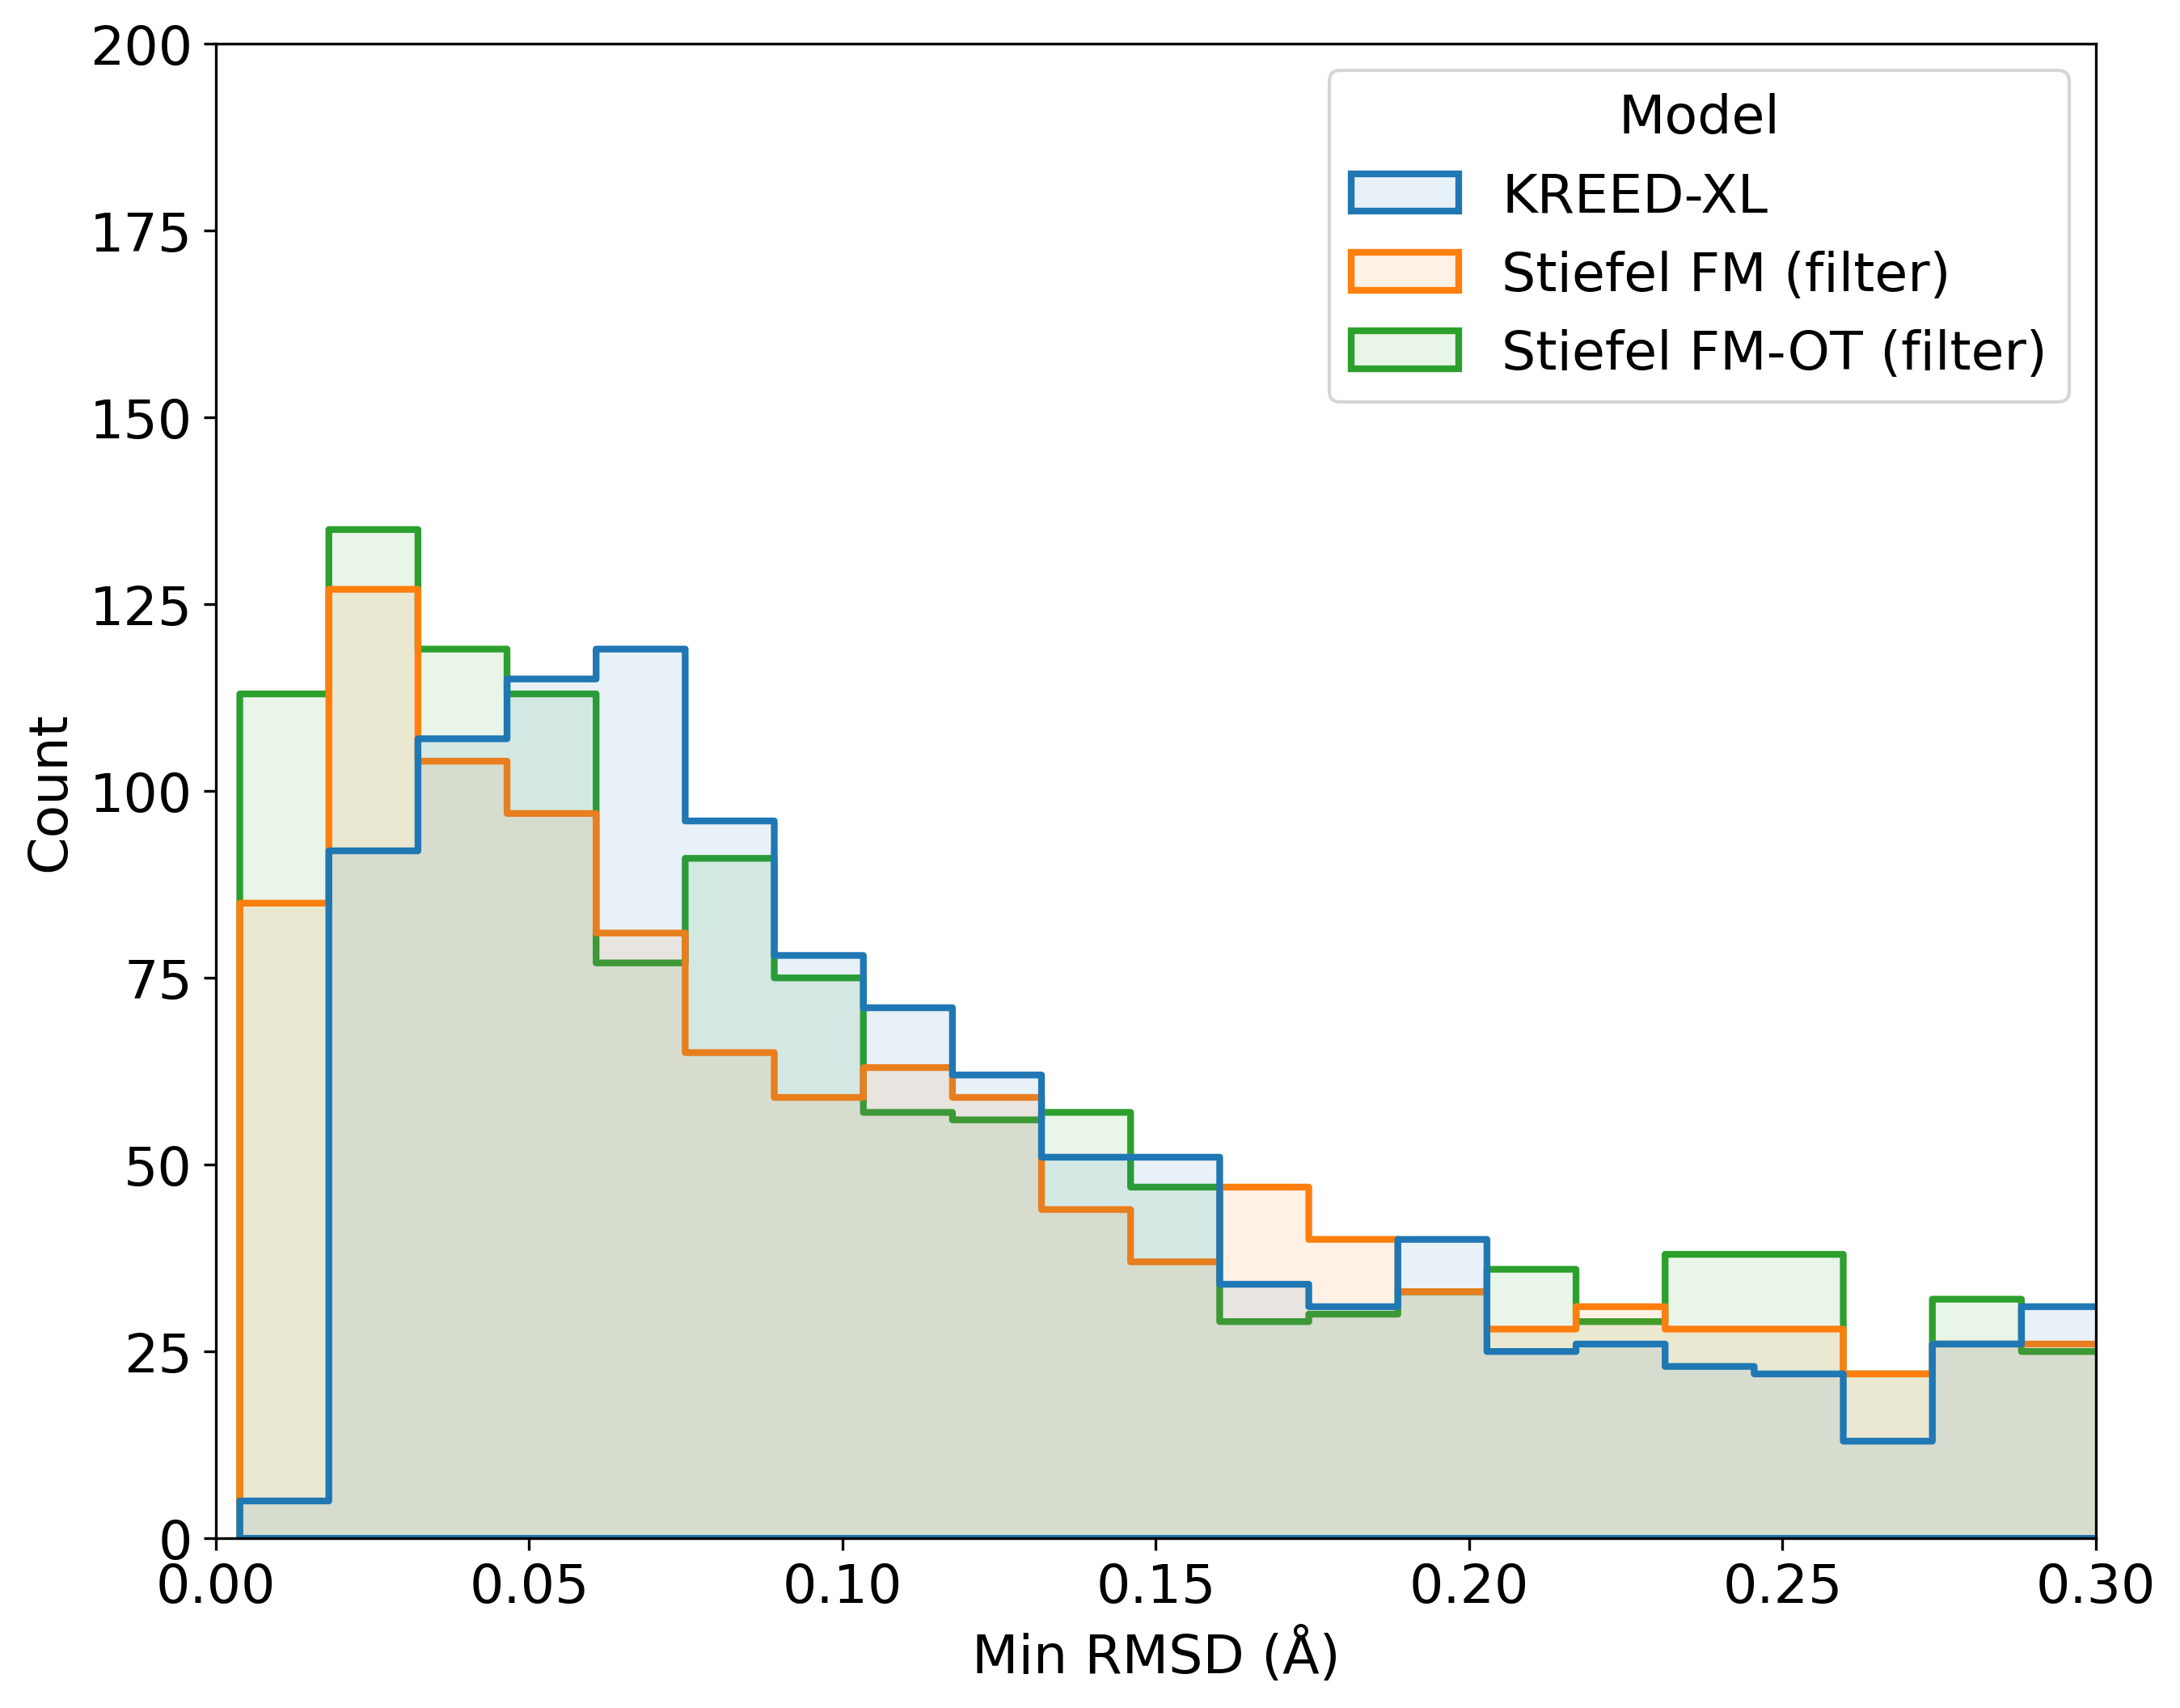 200
175
150
125
100
75
50
25
0
Count
0.00 0.05 0.10 0.15 0.20 0.25 0.30
Min RMSD (Å)
Model
KREED-XL
Stiefel FM (filter)
Stiefel FM-OT (filter)